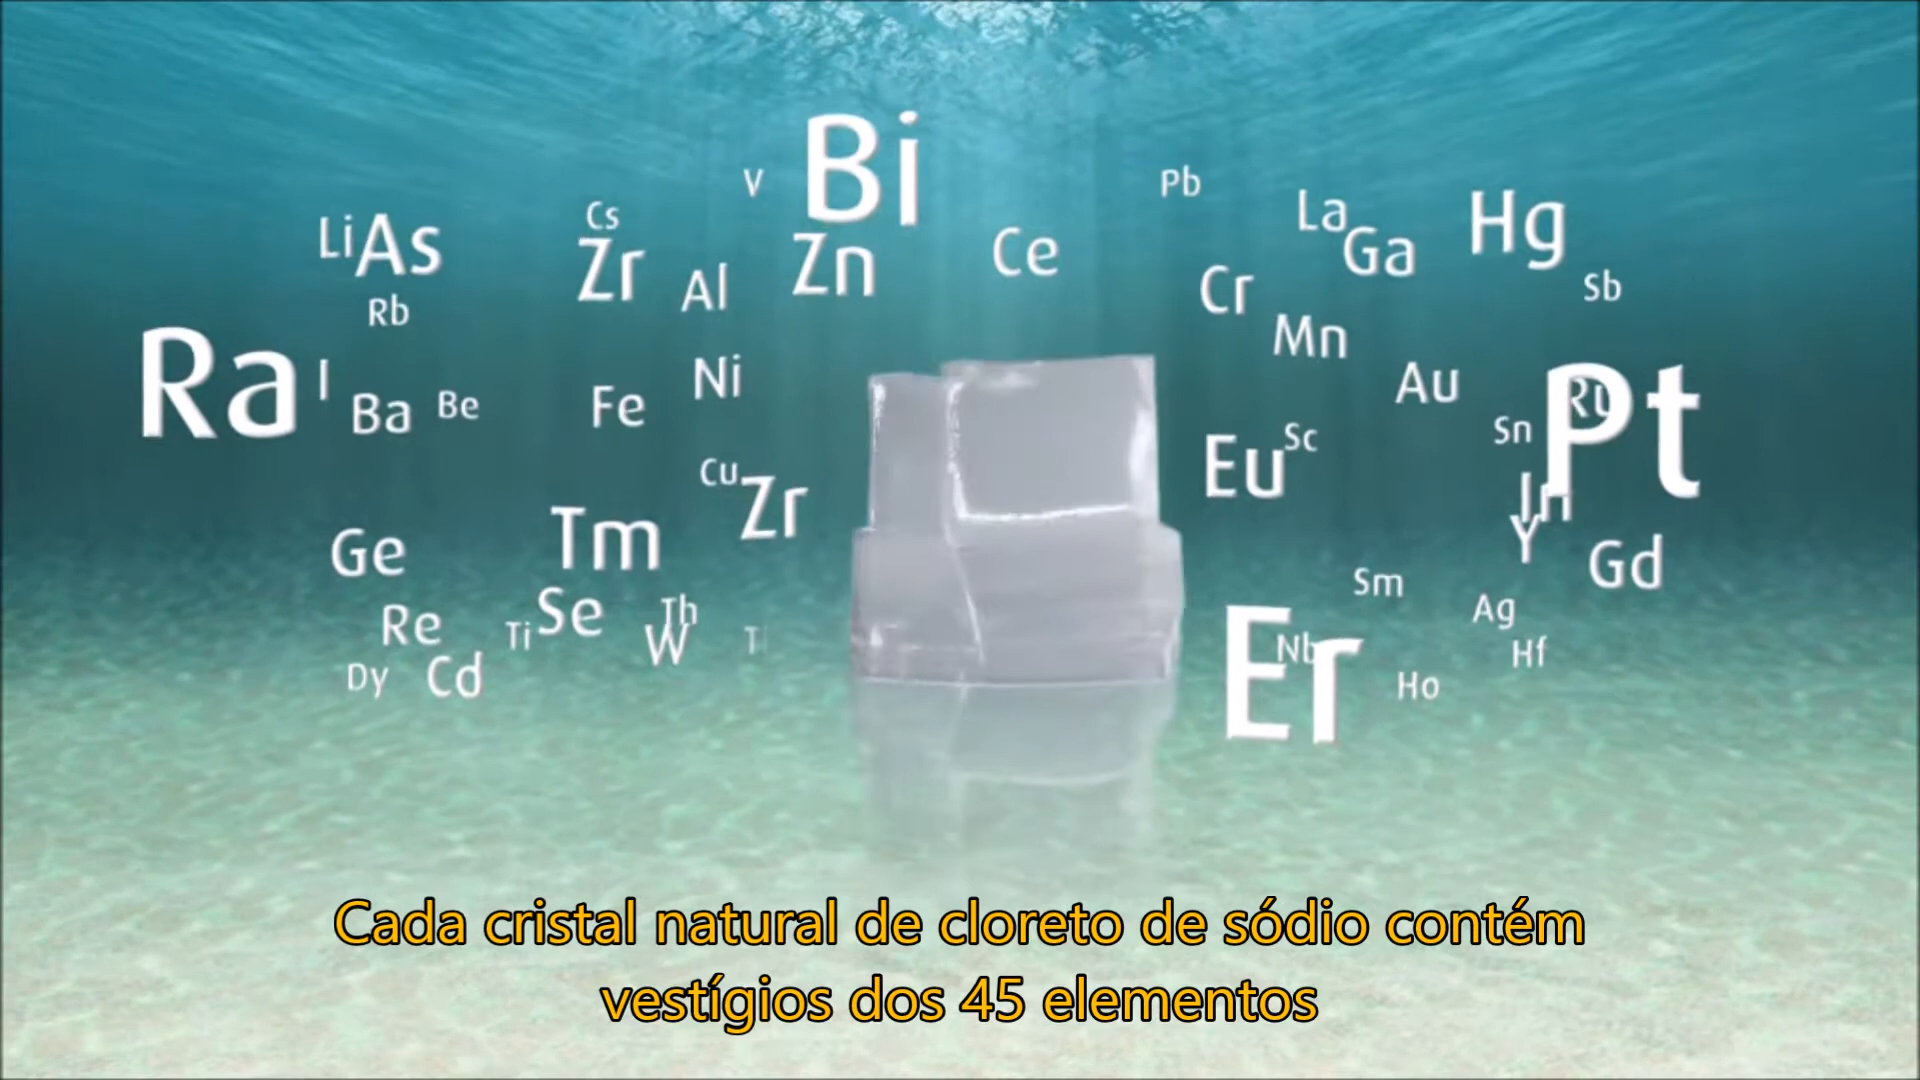 Bi
V
Pb
Li
As
Cs
Zr
Al
Zn
Ce
La
Ga
Hg
Cr
Sb
Rb
Mn
Ra
I
Ba
Be
Fe
Ni
Au
Sn
Ru
Pt
Eu
Sc
Cu
Zr
In
Y
Gd
Ge
Tm
Sm
Ag
Re
Ti
Se
Th
W
Er
Nb
Hf
Dy
Cd
Ho
Cada cristal natural de cloreto de sódio contém
vestígios dos 45 elementos